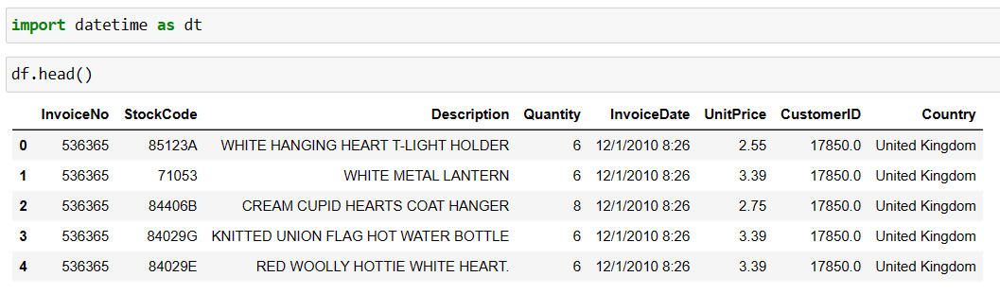 import datetime as dt
df.head()
InvoiceNo StockCode Description Quantity InvoiceDate UnitPrice CustomerID Country
0 536365 85123A WHITE HANGING HEART T-LIGHT HOLDER 6 12/1/2010 8:26 2.55 17850.0 United Kingdom
1 536365 71053 WHITE METAL LANTERN 6 12/1/2010 8:26 3.39 17850.0 United Kingdom
2 536365 84406B CREAM CUPID HEARTS COAT HANGER 8 12/1/2010 8:26 2.75 17850.0 United Kingdom
3 536365 84029G KNITTED UNION FLAG HOT WATER BOTTLE 6 12/1/2010 8:26 3.39 17850.0 United Kingdom
4 536365 84029E RED WOOLLY HOTTIE WHITE HEART. 6 12/1/2010 8:26 3.39 17850.0 United Kingdom